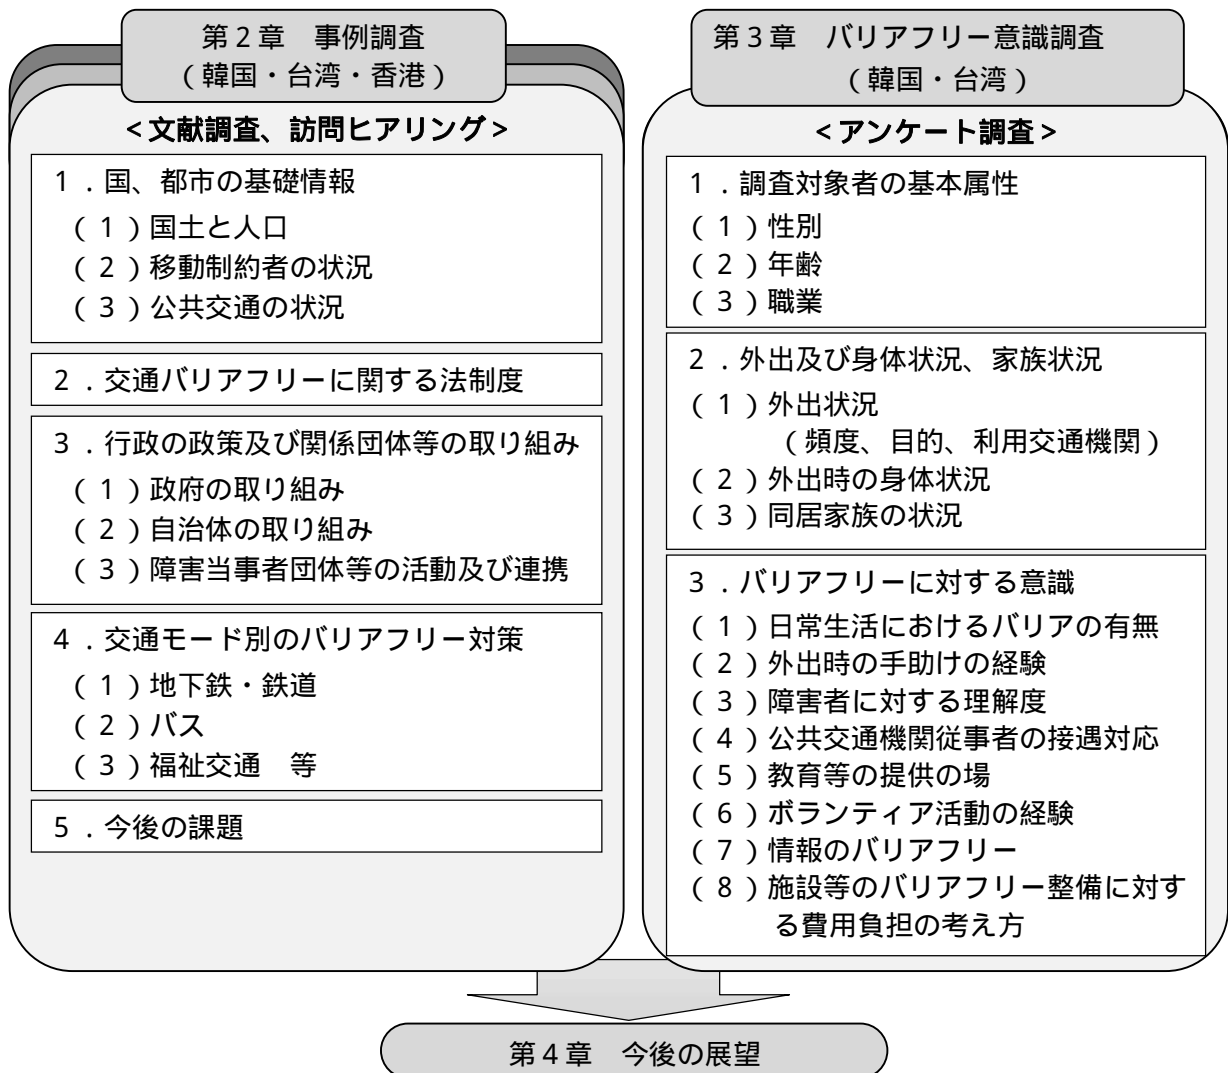 第2章　事例調査
（韓国・台湾・香港）
＜文献調査、訪問ヒアリング＞
1．国、都市の基礎情報
（1）国土と人口
（2）移動制約者の状況
（3）公共交通の状況
2．交通バリアフリーに関する法制度
3．行政の政策及び関係団体等の取り組み
（1）政府の取り組み
（2）自治体の取り組み
（3）障害当事者団体等の活動及び連携
4．交通モード別のバリアフリー対策
（1）地下鉄・鉄道
（2）バス
（3）福祉交通　等
5．今後の課題
第3章　バリアフリー意識調査
（韓国・台湾）
＜アンケート調査＞
1．調査対象者の基本属性
（1）性別
（2）年齢
（3）職業
2．外出及び身体状況、家族状況
（1）外出状況
（頻度、目的、利用交通機関）
（2）外出時の身体状況
（3）同居家族の状況
3．バリアフリーに対する意識
（1）日常生活におけるバリアの有無
（2）外出時の手助けの経験
（3）障害者に対する理解度
（4）公共交通機関従事者の接遇対応
（5）教育等の提供の場
（6）ボランティア活動の経験
（7）情報のバリアフリー
（8）施設等のバリアフリー整備に対す
る費用負担の考え方
第4章　今後の展望